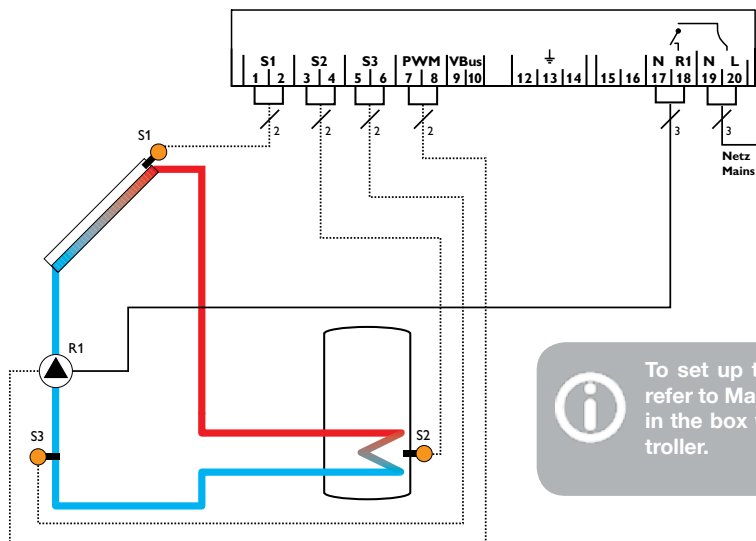 S1 S2 S3 PWM VBus N R1 N L
1 2 3 4 5 6 7 8 9 10 12 13 14 15 16 17 18 19 20
2 2 2 2 3 3
Netz
Mains
S1
R1
S3
S2
To set up
refer to Ma
in the box
troller.